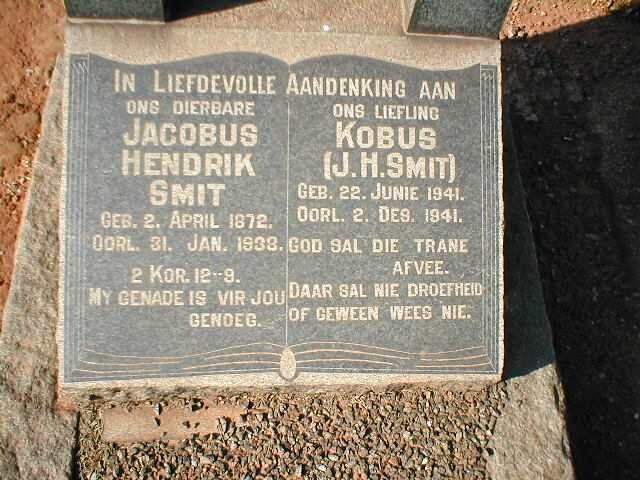 IN LIEFDEVOLLE AANDENKING AAN
ONS DIERBARE
JACOBUS
HENDRIK
SMIT
GEB. 2. APRIL 1872.
OORL. 31. JAN. 1938.
2 KOR. 12-9.
MY GENADE IS VIR JOU
GENOEG.
ONS LIEFLING
KOBUS
(J.H. SMIT)
GEB. 22. JUNIE 1941.
OORL. 2. DES. 1941.
GOD SAL DIE TRANE
AFVEE.
DAAR SAL NIE DROEFHEID
OF GEWEEN WEES NIE.